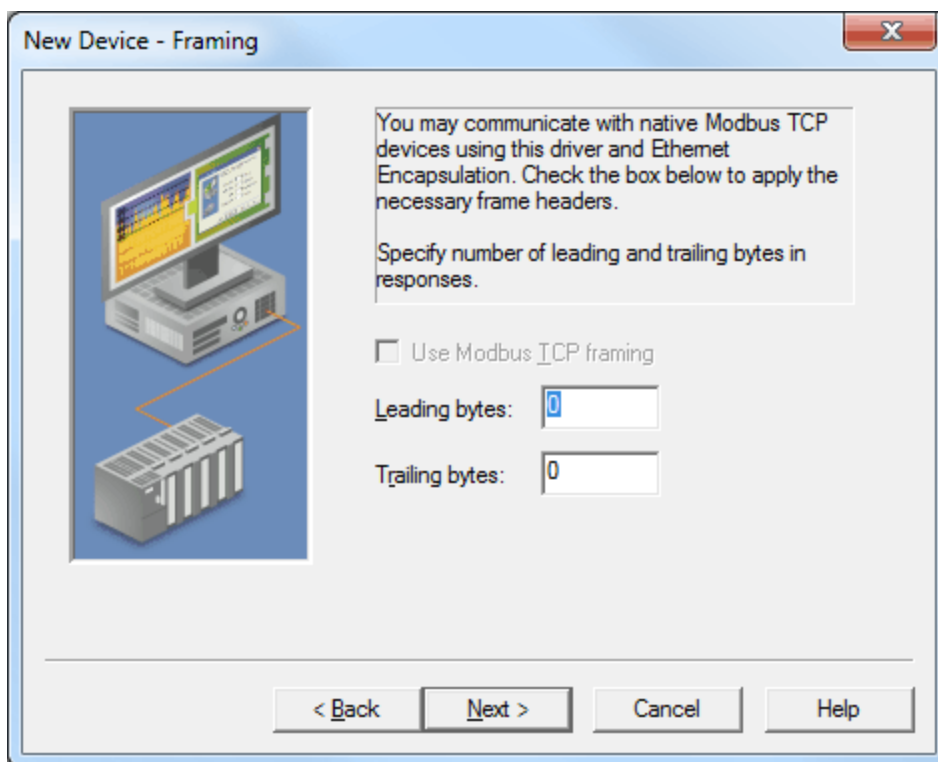 New Device - Framing
You may communicate with native Modbus TCP
devices using this driver and Ethernet
Encapsulation. Check the box below to apply the
necessary frame headers.
Specify number of leading and trailing bytes in
responses.
Use Modbus TCP framing
Leading bytes: 0
Trailing bytes: 0
< Back Next > Cancel Help